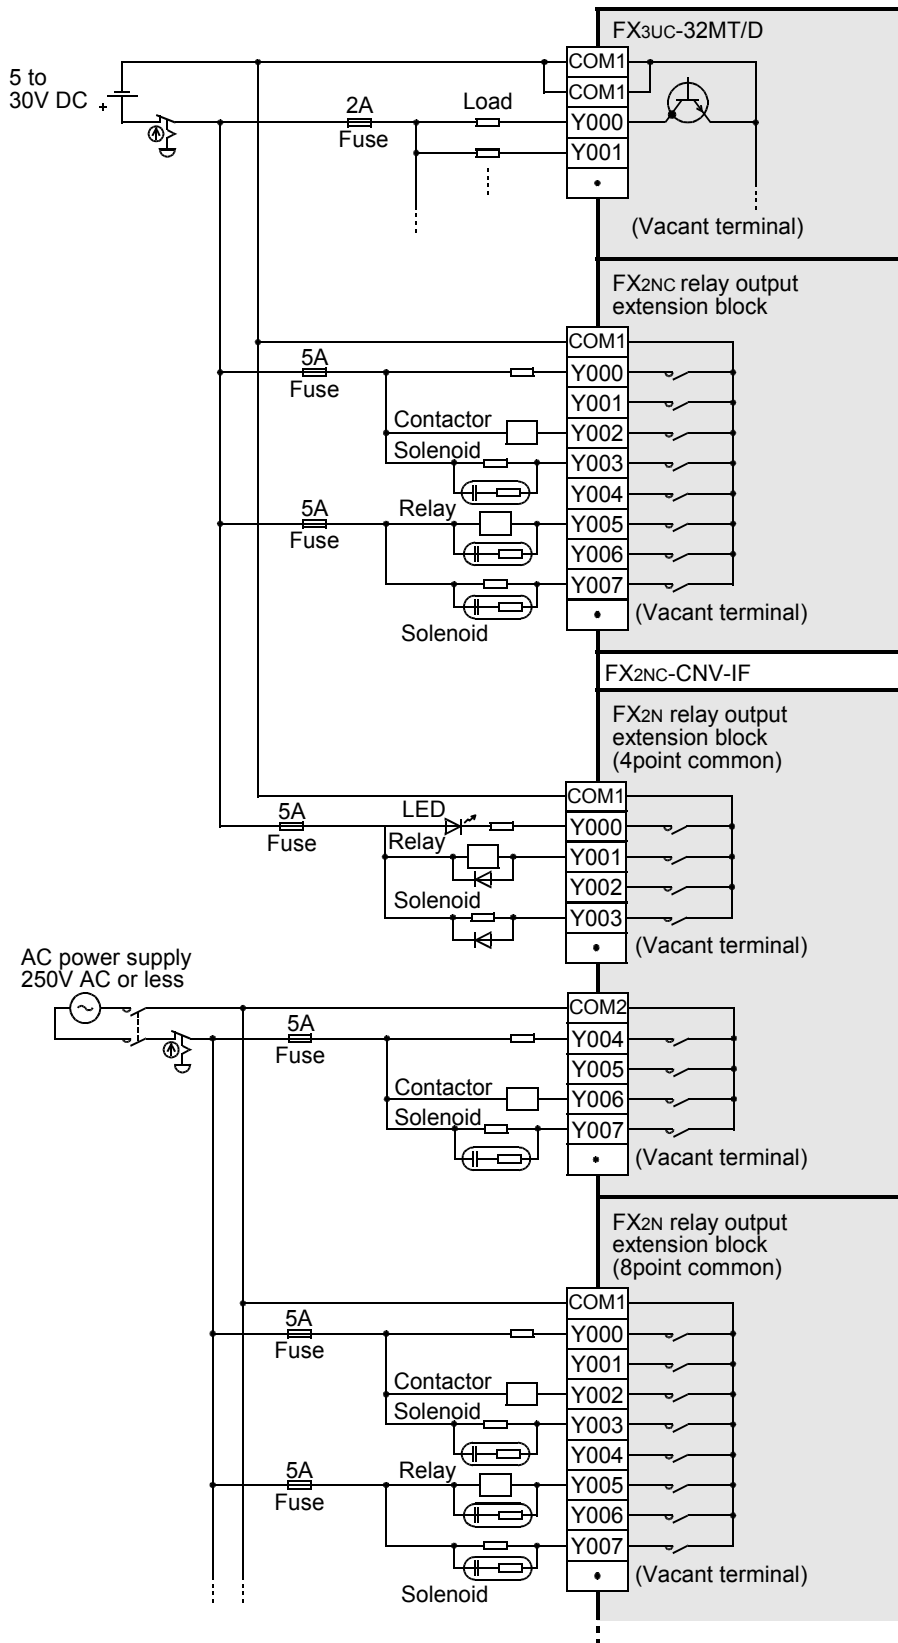 FX3UC-32MT/D
5 to
30V DC
+
COM1
COM1
2A
Fuse
Load
Y000
Y001
(Vacant terminal)
FX2NC relay output
extension block
COM1
5A
Fuse
Y000
Y001
Contactor
Y002
Solenoid
Y003
Y004
5A
Fuse
Relay
Y005
Y006
Y007
Solenoid
(Vacant terminal)
FX2NC-CNV-IF
FX2N relay output
extension block
(4point common)
COM1
5A
Fuse
LED
Y000
Relay
Y001
Y002
Solenoid
Y003
(Vacant terminal)
AC power supply
250V AC or less
COM2
5A
Fuse
Y004
Y005
Contactor
Y006
Solenoid
Y007
(Vacant terminal)
FX2N relay output
extension block
(8point common)
COM1
5A
Fuse
Y000
Y001
Contactor
Y002
Solenoid
Y003
Y004
5A
Fuse
Relay
Y005
Y006
Y007
Solenoid
(Vacant terminal)